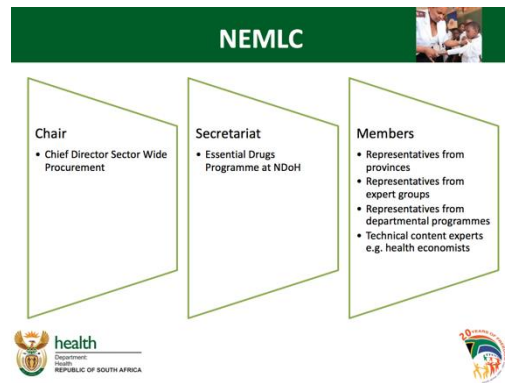 NEMLC
Chair
• Chief Director Sector Wide
Procurement
Secretariat
• Essential Drugs
Programme at NDoH
Members
• Representatives from
provinces
• Representatives from
expert groups
• Representatives from
departmental programmes
• Technical content experts
e.g. health economists
health
Department:
Health
REPUBLIC OF SOUTH AFRICA